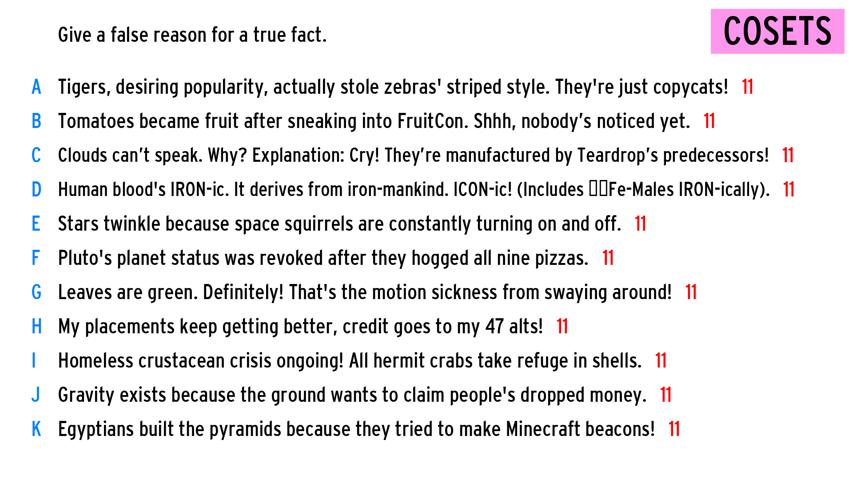 Give a false reason for a true fact.
COSETS
A Tigers, desiring popularity, actually stole zebras' striped style. They're just copycats! 11
B Tomatoes became fruit after sneaking into FruitCon. Shhh, nobody’s noticed yet. 11
C Clouds can’t speak. Why? Explanation: Cry! They’re manufactured by Teardrop’s predecessors! 11
D Human blood's IRON-ic. It derives from iron-mankind. ICON-ic! (Includes Fe-Males IRON-ically). 11
E Stars twinkle because space squirrels are constantly turning on and off. 11
F Pluto's planet status was revoked after they hogged all nine pizzas. 11
G Leaves are green. Definitely! That's the motion sickness from swaying around! 11
H My placements keep getting better, credit goes to my 47 alts! 11
I Homeless crustacean crisis ongoing! All hermit crabs take refuge in shells. 11
J Gravity exists because the ground wants to claim people's dropped money. 11
K Egyptians built the pyramids because they tried to make Minecraft beacons! 11